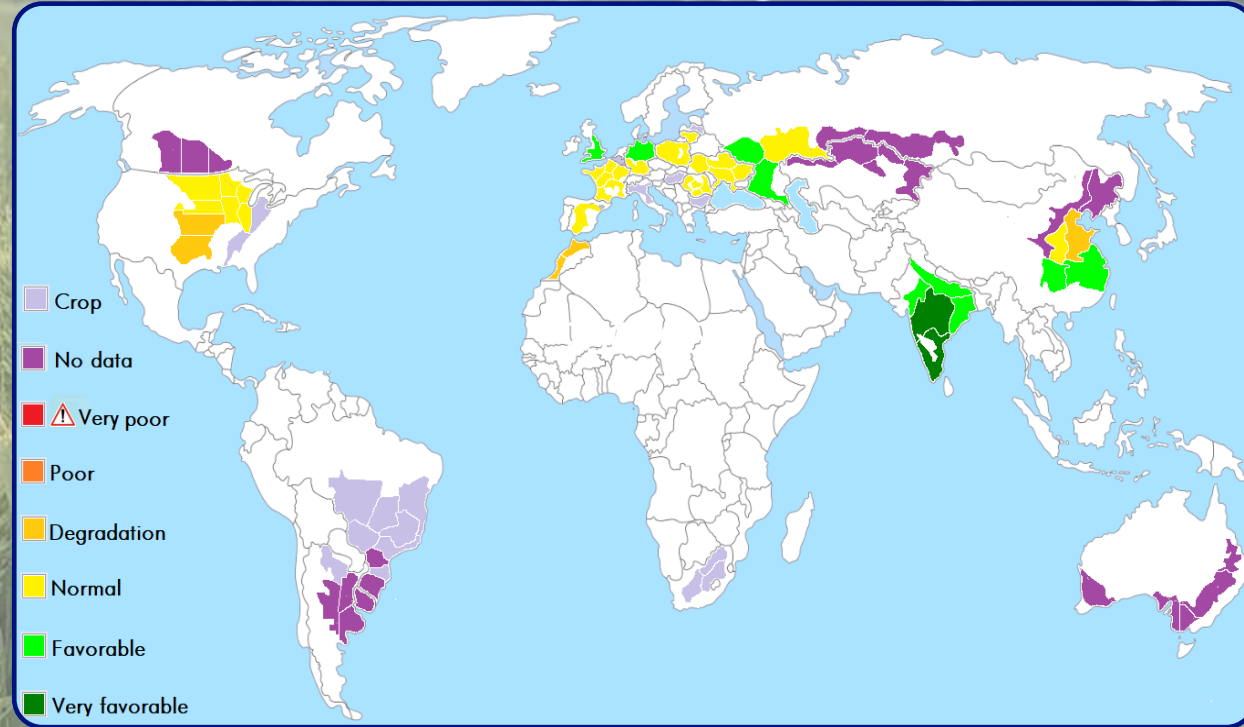 Crop
No data
Very poor
Poor
Degradation
Normal
Favorable
Very favorable